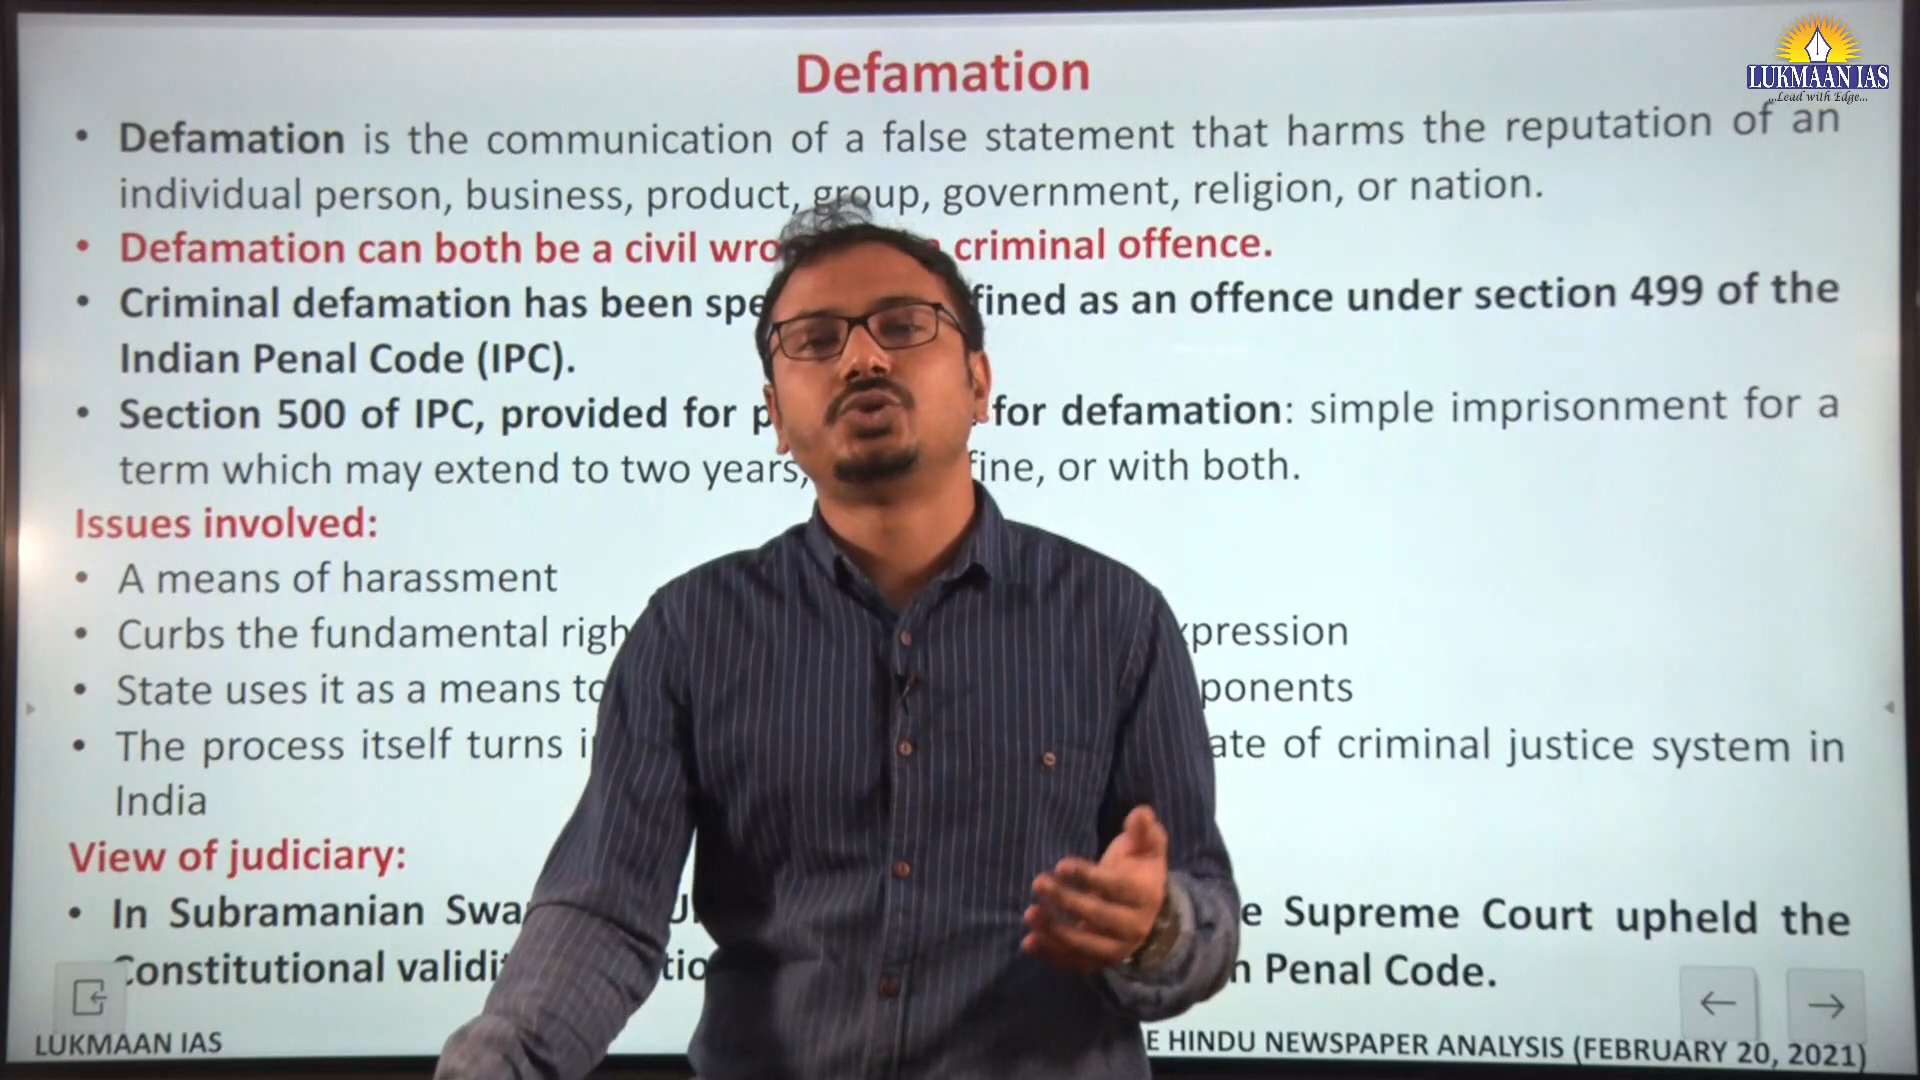 Defamation
LUKMAAN IAS
...Lead with Edge...
• Defamation is the communication of a false statement that harms the reputation of an
individual person, business, product, group, government, religion, or nation.
• Defamation can both be a civil wro criminal offence.
• Criminal defamation has been spe fined as an offence under section 499 of the
Indian Penal Code (IPC).
• Section 500 of IPC, provided for p for defamation: simple imprisonment for a
term which may extend to two years, fine, or with both.
Issues involved:
• A means of harassment
• Curbs the fundamental righ xpression
• State uses it as a means to ponents
• The process itself turns i ate of criminal justice system in
India
View of judiciary:
• In Subramanian Swa U e Supreme Court upheld the
Constitutional validi tio n Penal Code.
LUKMAAN IAS
E HINDU NEWSPAPER ANALYSIS (FEBRUARY 20, 2021)